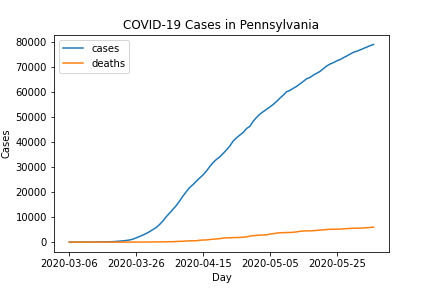 COVID-19 Cases in Pennsylvania
cases
deaths
80000
70000
60000
50000
40000
30000
20000
10000
0
Cases
2020-03-06 2020-03-26 2020-04-15 2020-05-05 2020-05-25
Day